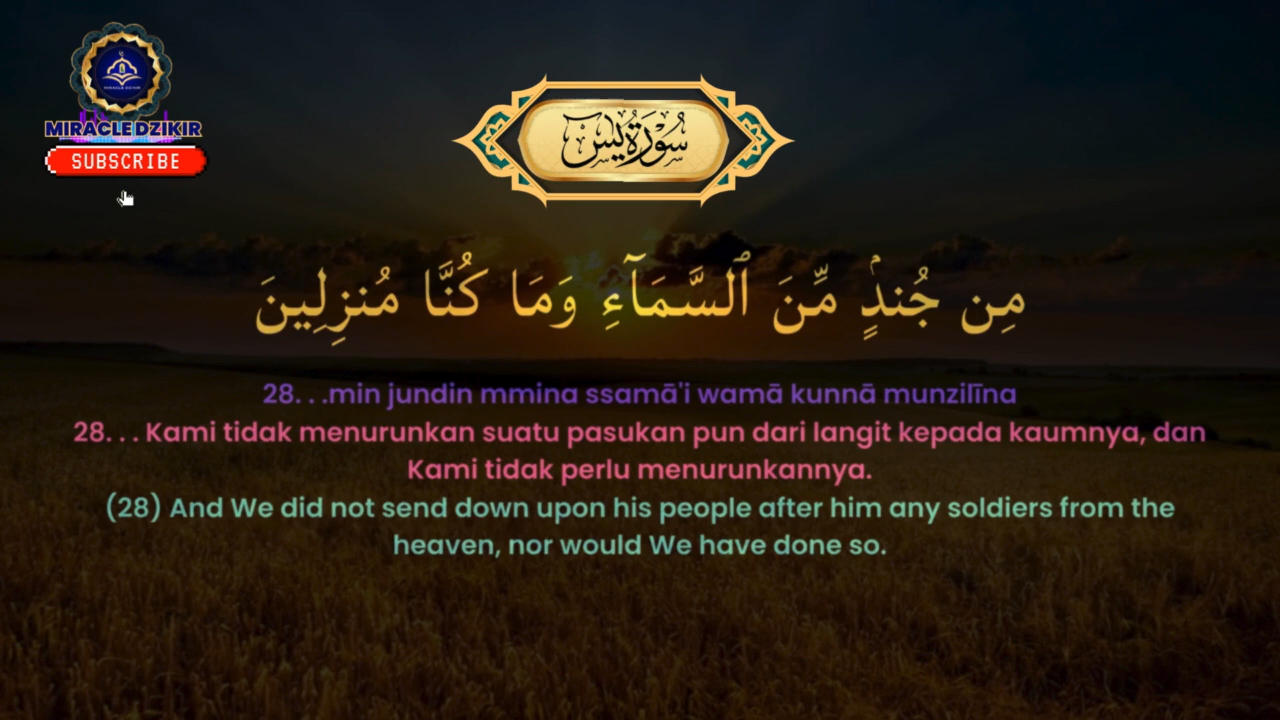 MIRACLE DZIKIR
SUBSCRIBE
سُورَةُ يس
مِن جُندٍۢ مِّنَ ٱلسَّمَآءِ وَمَا كُنَّا مُنزِلِينَ
28. . .min jundin mmina ssamā'i wamā kunnā munzilīna
28. . . Kami tidak menurunkan suatu pasukan pun dari langit kepada kaumnya, dan
Kami tidak perlu menurunkannya.
(28) And We did not send down upon his people after him any soldiers from the
heaven, nor would We have done so.